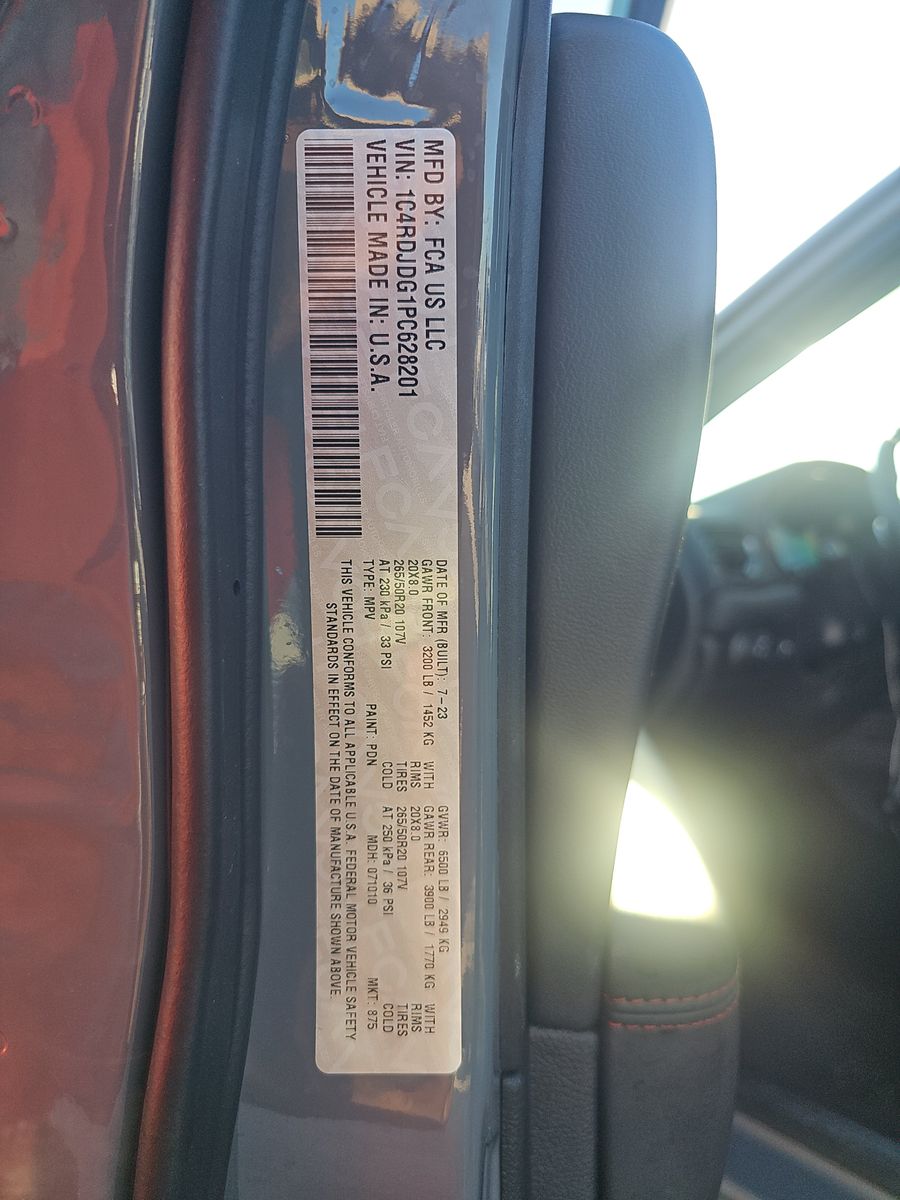 MFD BY: FCA US LLC
VIN: 1C4RDJDG1PC628201
VEHICLE MADE IN: U.S.A.
DATE OF MFR (BUILT): 7-23 GVWR: 6500 LB / 2949 KG
GAWR FRONT: 3200 LB / 1452 KG WITH GAWR REAR: 3900 LB / 1770 KG WITH
20X8.0 RIMS 20X8.0 RIMS
265/50R20 107V TIRES 265/50R20 107V TIRES
AT 230 kPa / 33 PSI COLD AT 250 kPa / 36 PSI COLD
TYPE: MPV PAINT: PDN MDH: 071010 MKT: 875
THIS VEHICLE CONFORMS TO ALL APPLICABLE U.S.A. FEDERAL MOTOR VEHICLE SAFETY
STANDARDS IN EFFECT ON THE DATE OF MANUFACTURE SHOWN ABOVE.